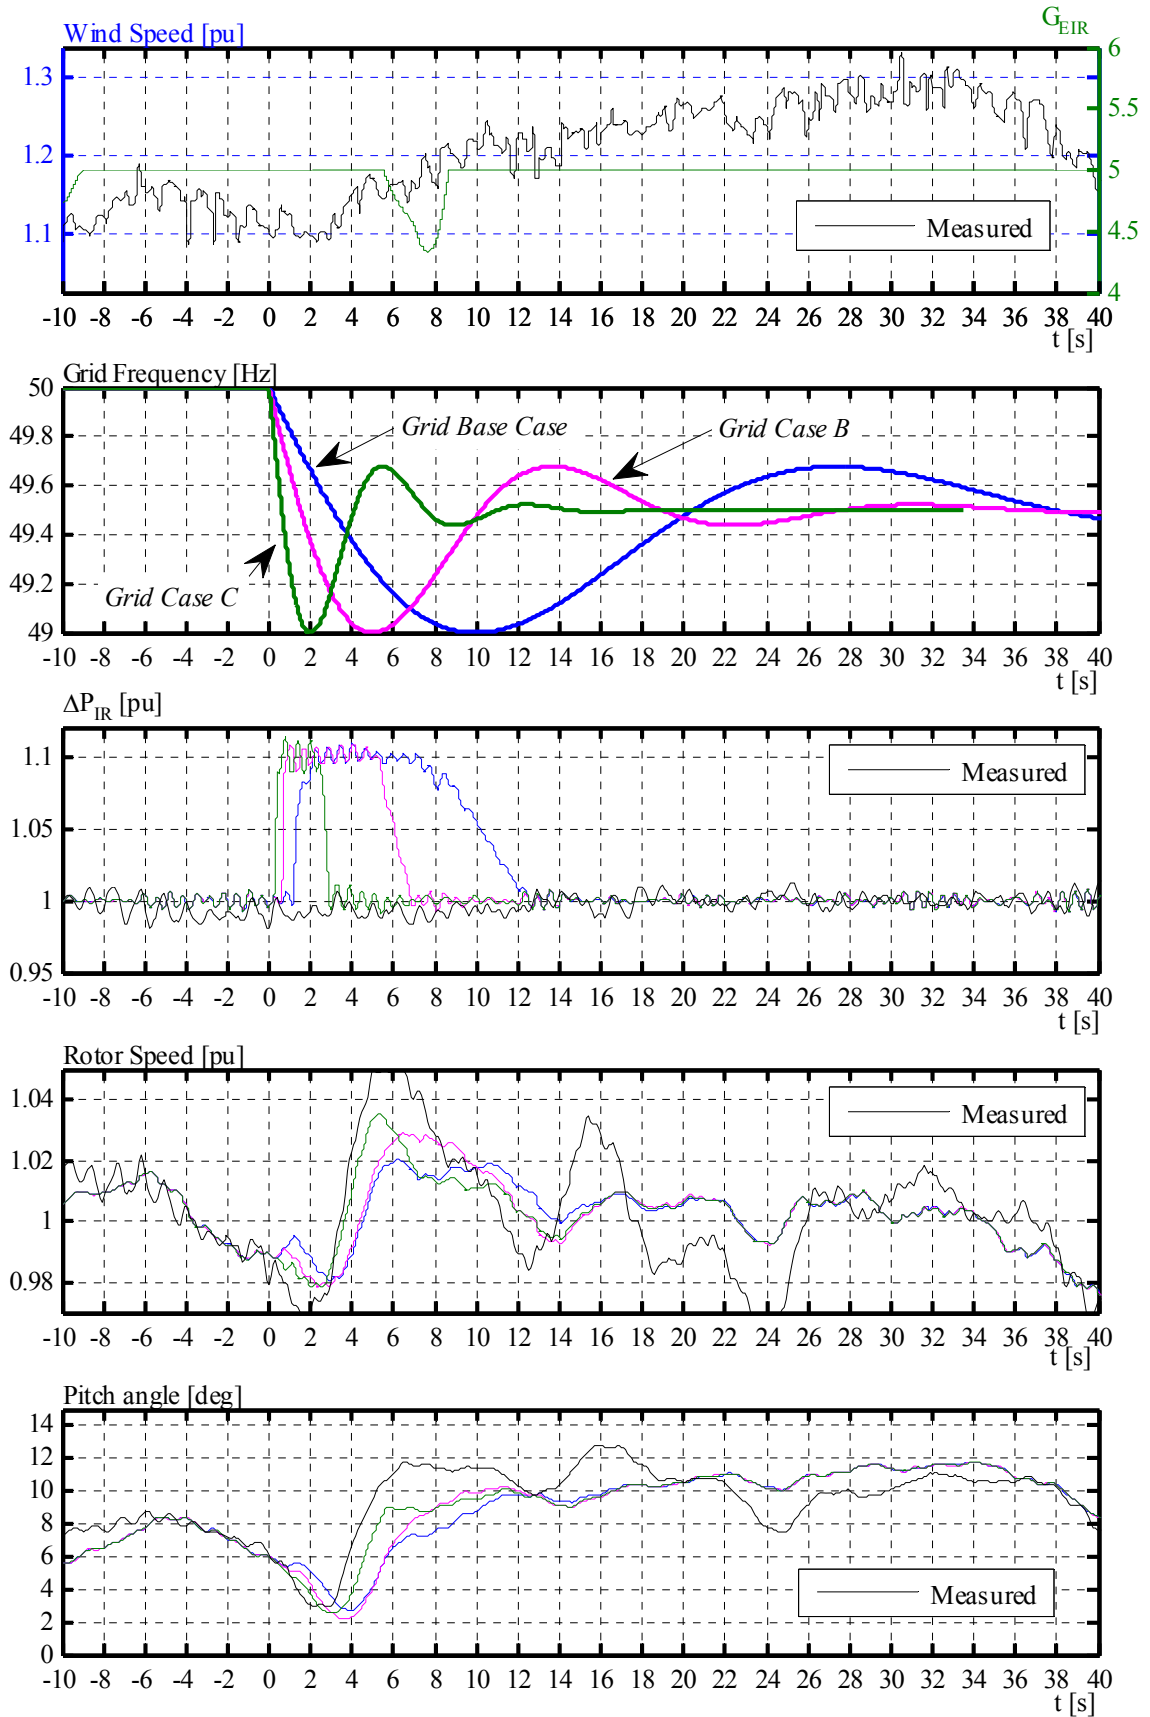 Wind Speed [pu]
G_EIR
1.3
1.2
1.1
6
5.5
5
4.5
4
Measured
-10 -8 -6 -4 -2 0 2 4 6 8 10 12 14 16 18 20 22 24 26 28 30 32 34 36 38 40
t [s]
Grid Frequency [Hz]
50
49.8
49.6
49.4
49.2
49
Grid Base Case
Grid Case B
Grid Case C
-10 -8 -6 -4 -2 0 2 4 6 8 10 12 14 16 18 20 22 24 26 28 30 32 34 36 38 40
t [s]
ΔP_IR [pu]
1.1
1.05
1
0.95
Measured
-10 -8 -6 -4 -2 0 2 4 6 8 10 12 14 16 18 20 22 24 26 28 30 32 34 36 38 40
t [s]
Rotor Speed [pu]
1.04
1.02
1
0.98
Measured
-10 -8 -6 -4 -2 0 2 4 6 8 10 12 14 16 18 20 22 24 26 28 30 32 34 36 38 40
t [s]
Pitch angle [deg]
14
12
10
8
6
4
2
0
Measured
-10 -8 -6 -4 -2 0 2 4 6 8 10 12 14 16 18 20 22 24 26 28 30 32 34 36 38 40
t [s]